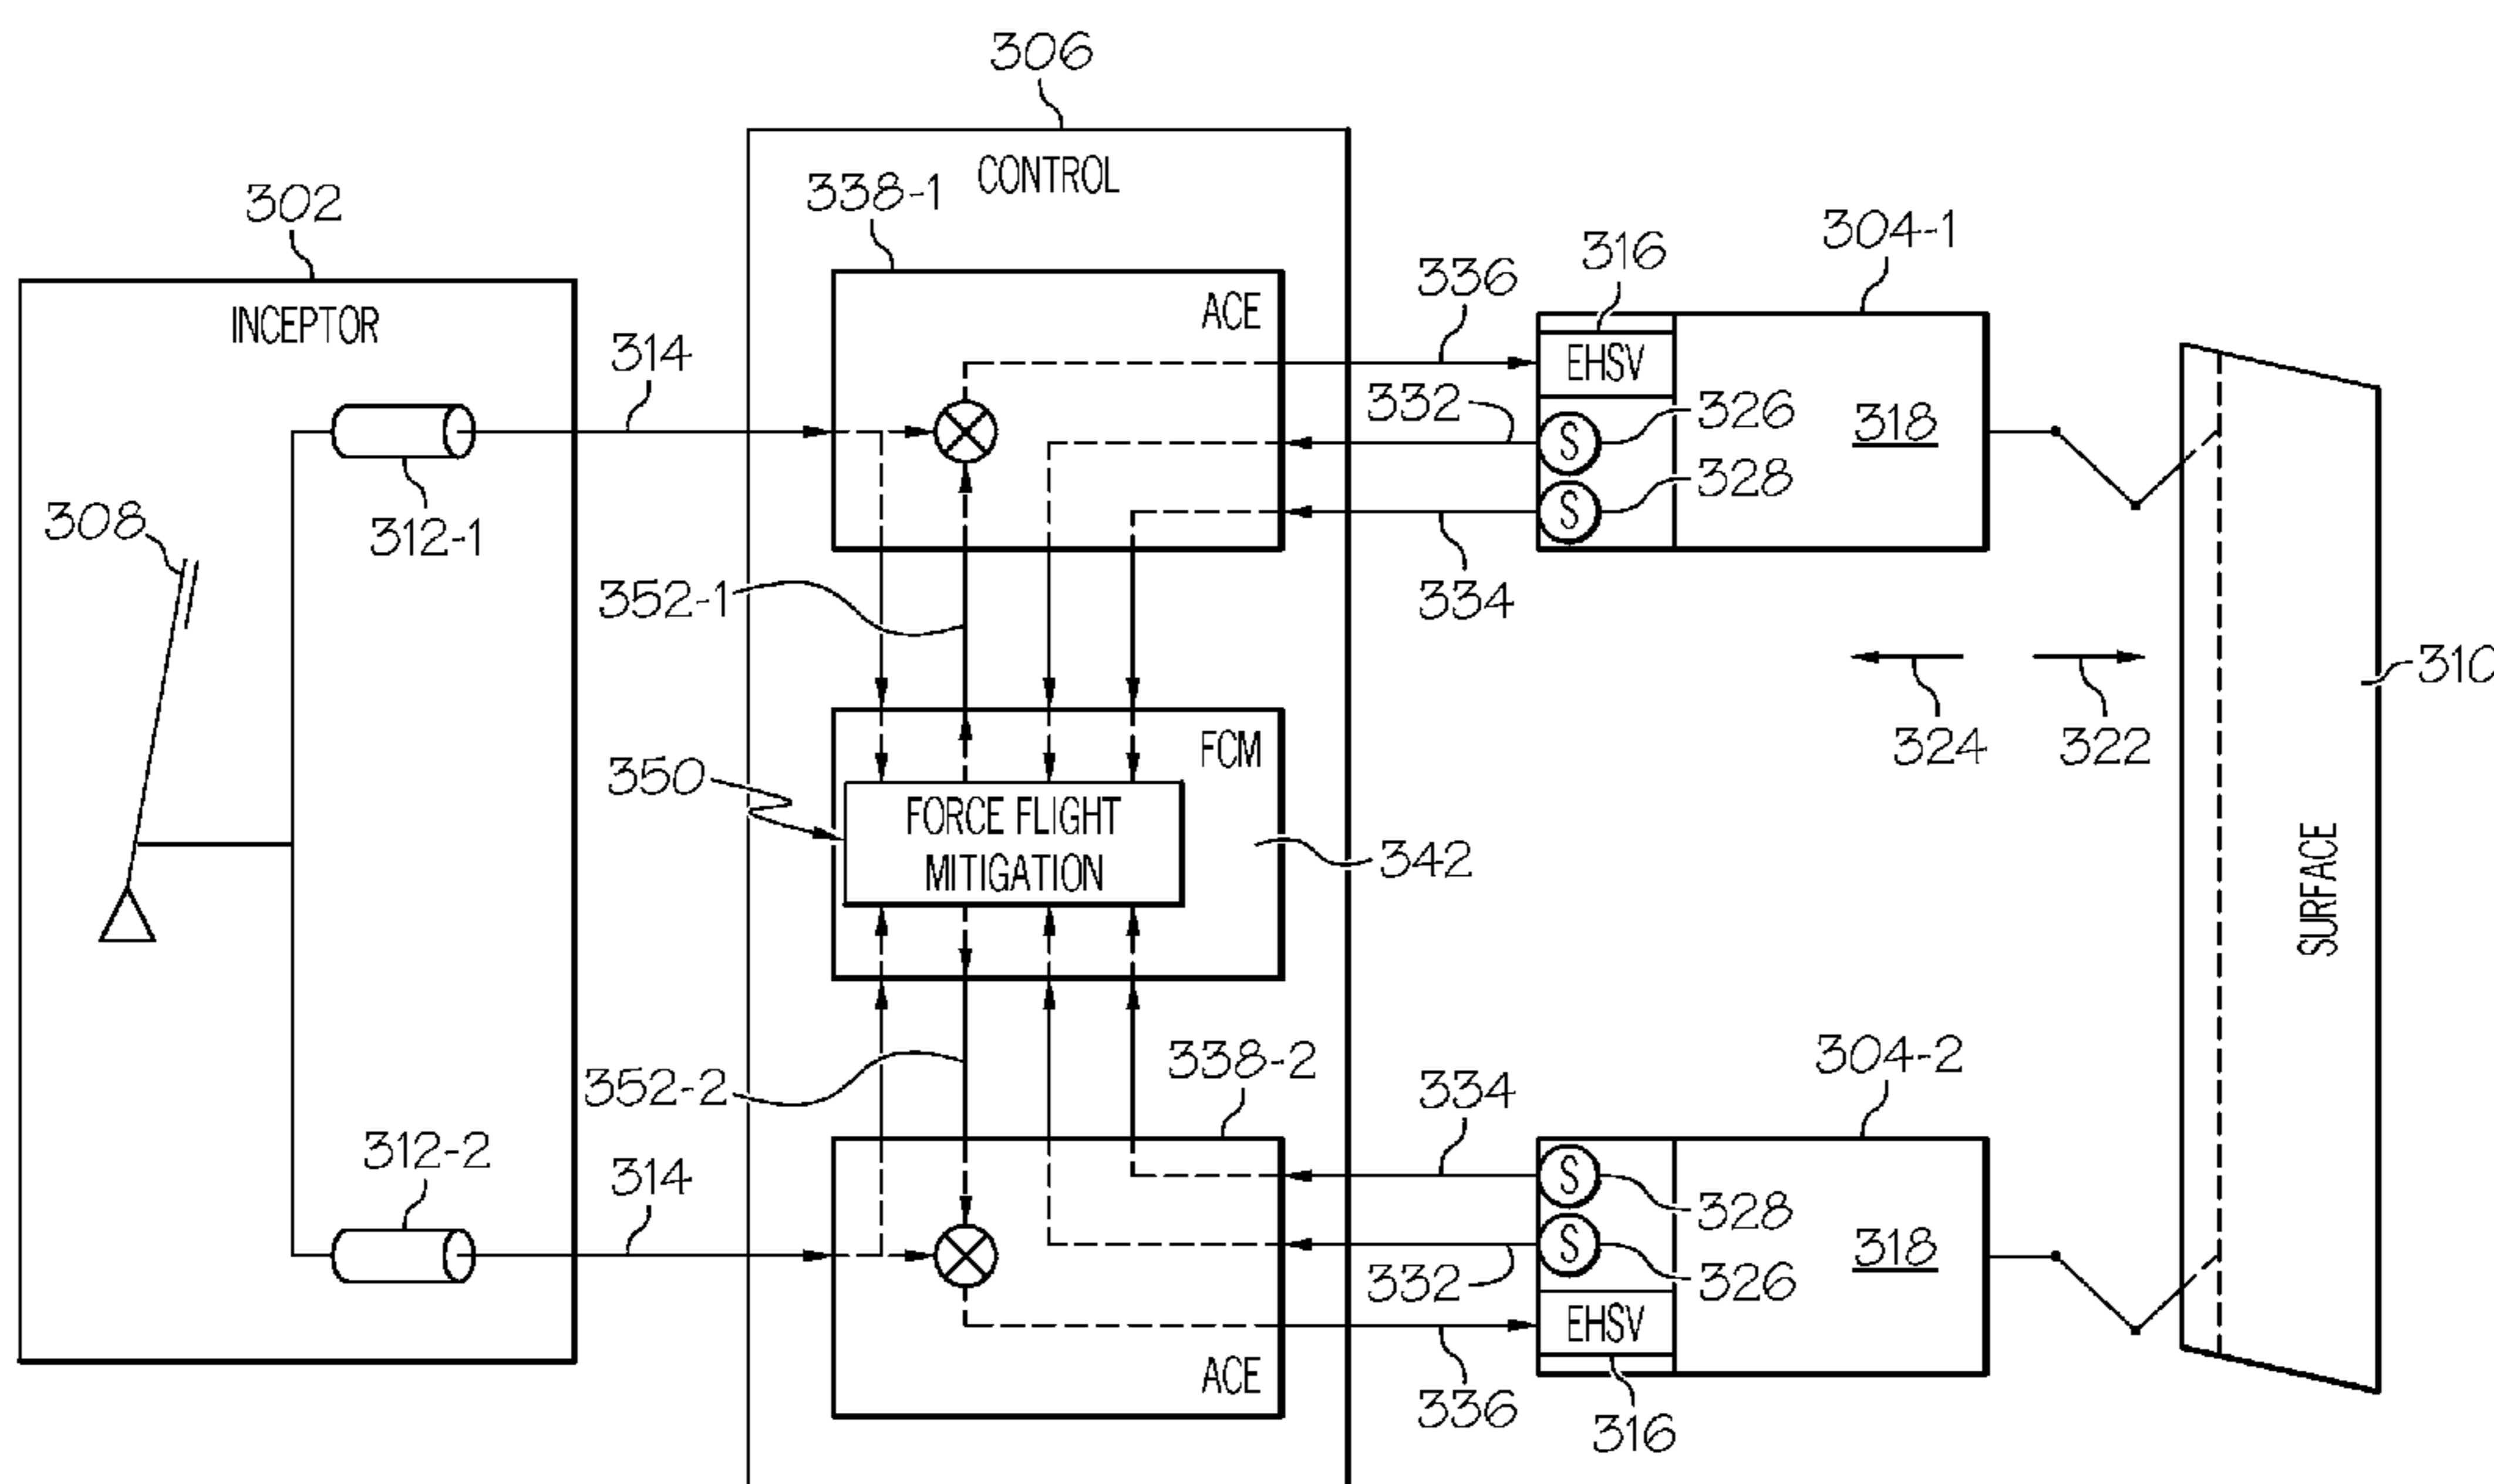 306
CONTROL
338-1
302
INCEPTOR
304-1
316
336
ACE
314
EHSV
332
326
318
S
328
S
312-1
308
334
352-1
310
324
322
FCM
350
FORCE FLIGHT
MITIGATION
342
SURFACE
338-2
304-2
334
352-2
312-2
314
S
328
318
S
326
332
EHSV
ACE
336
316